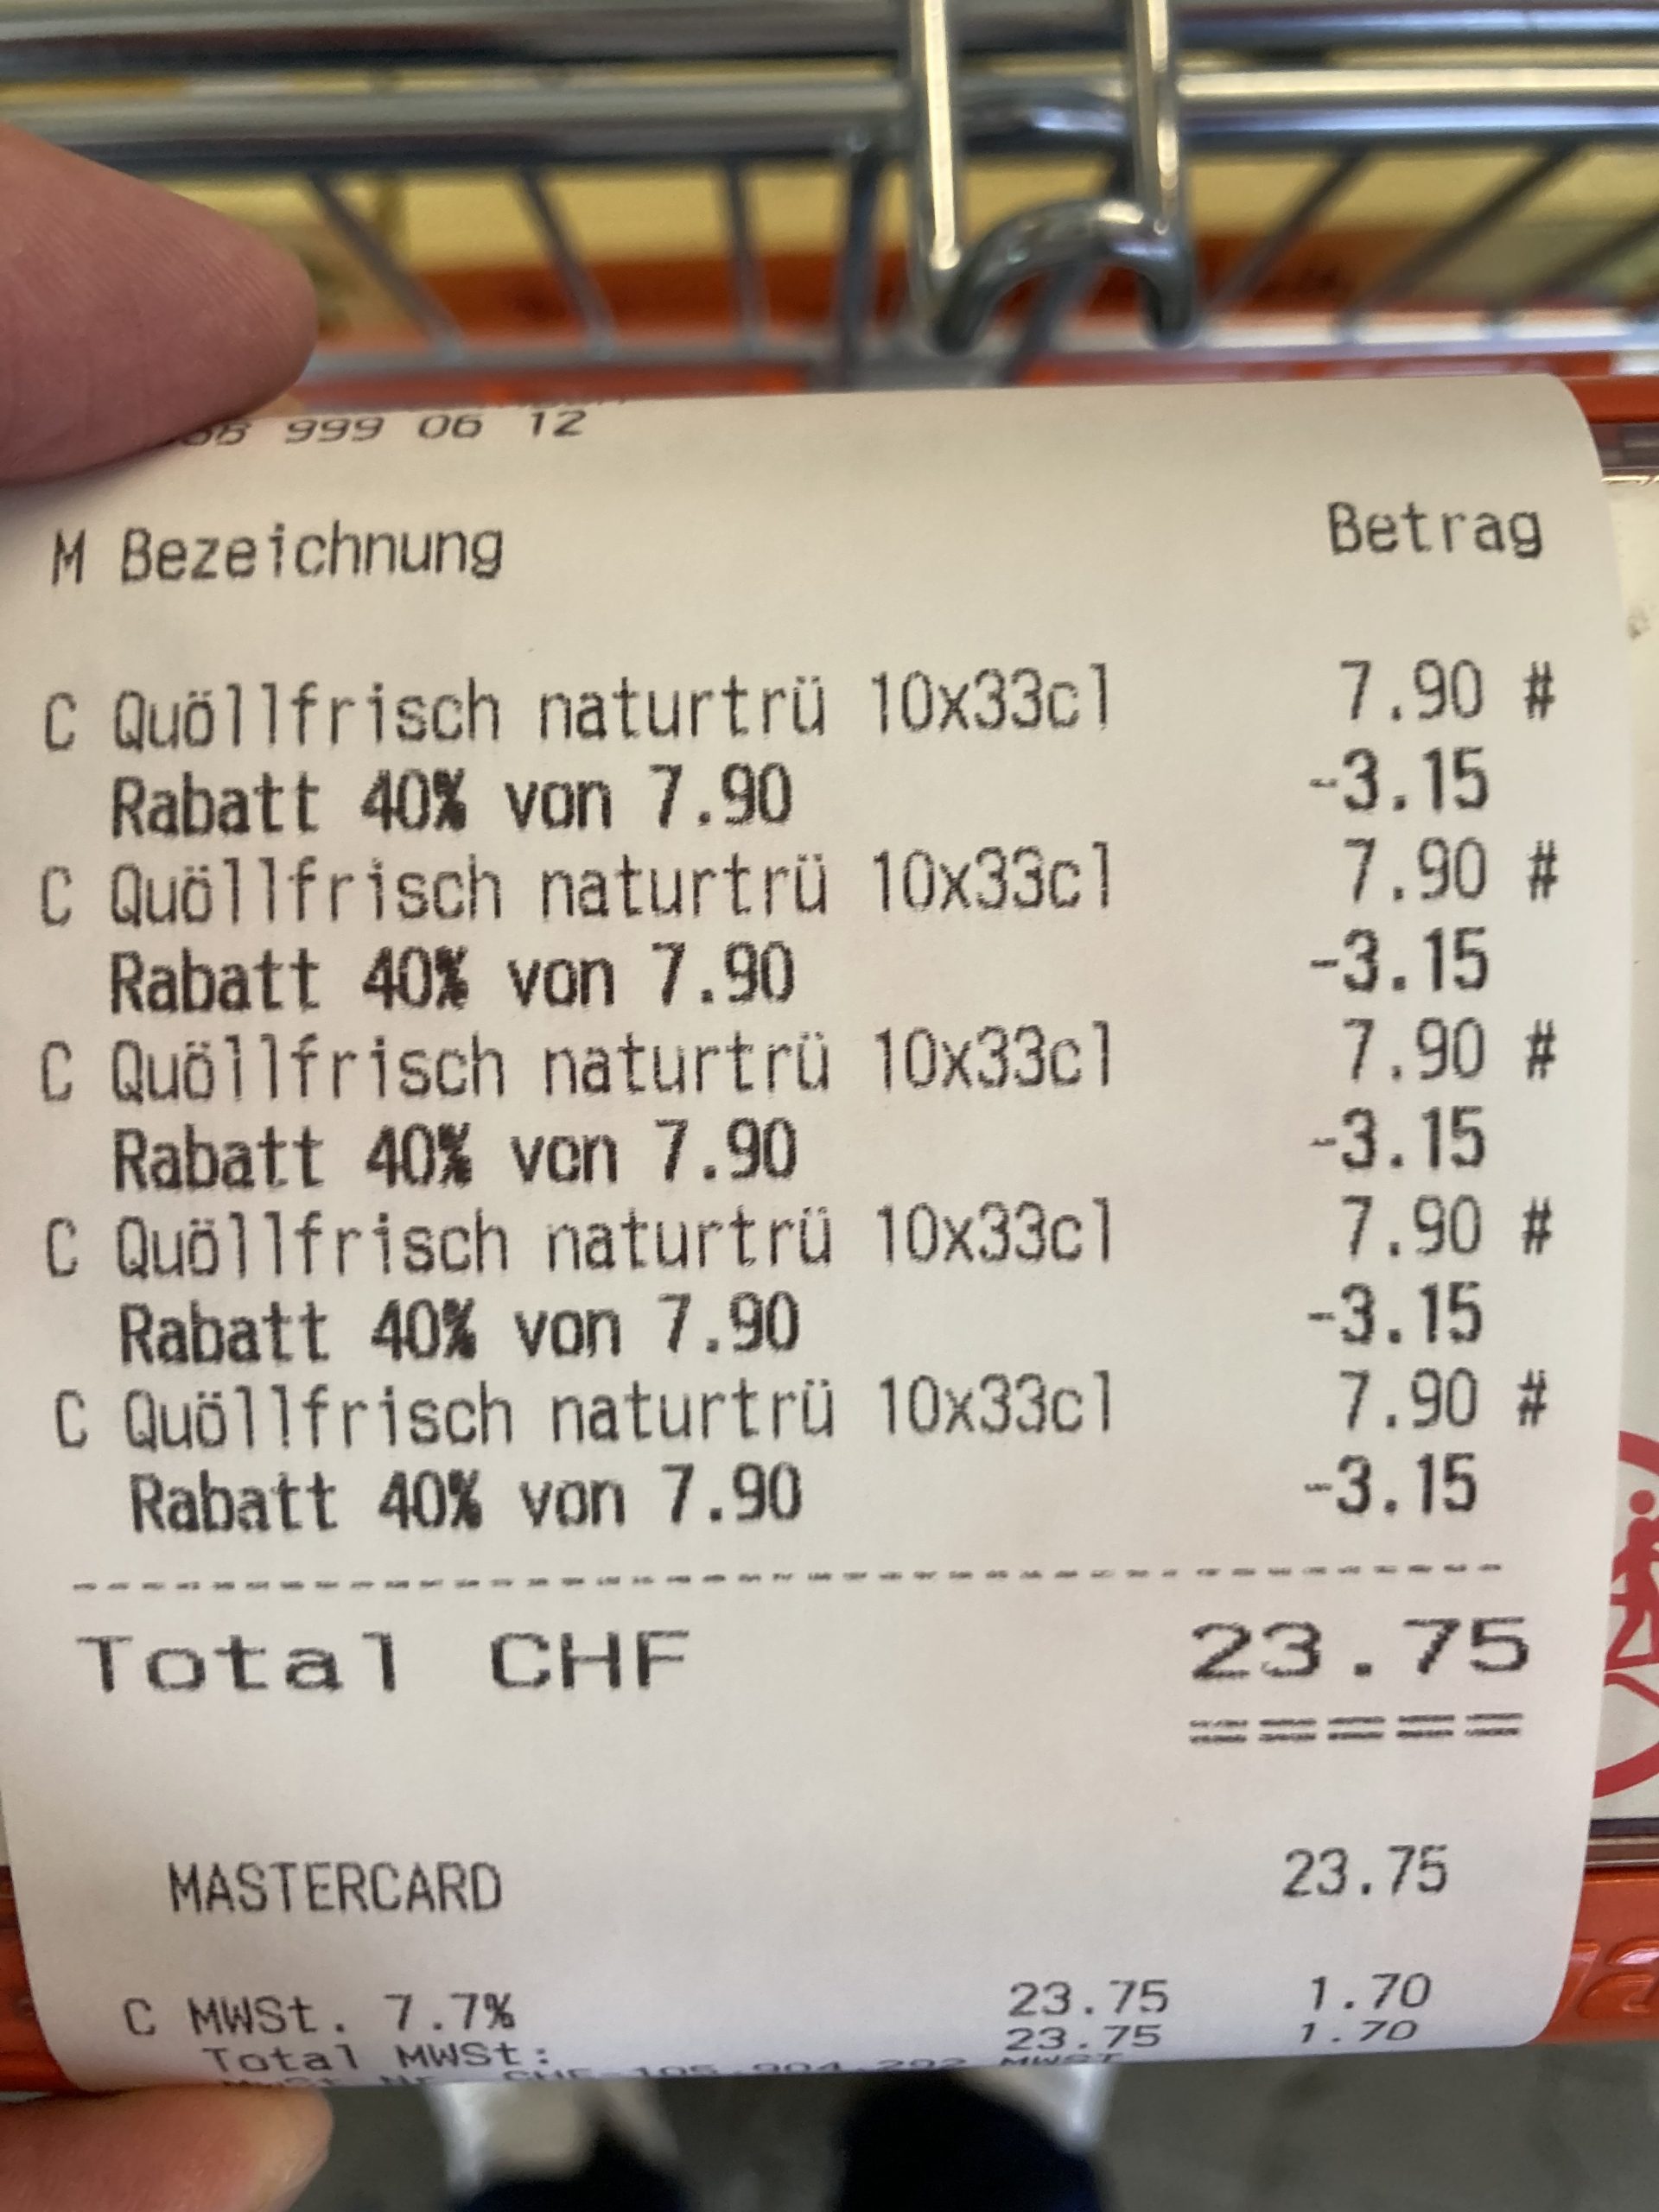 999 06 12
M Bezeichnung Betrag
C Quöllfrisch naturtrü 10x33cl 7.90 #
Rabatt 40% von 7.90 -3.15
C Quöllfrisch naturtrü 10x33cl 7.90 #
Rabatt 40% von 7.90 -3.15
C Quöllfrisch naturtrü 10x33cl 7.90 #
Rabatt 40% von 7.90 -3.15
C Quöllfrisch naturtrü 10x33cl 7.90 #
Rabatt 40% von 7.90 -3.15
C Quöllfrisch naturtrü 10x33cl 7.90 #
Rabatt 40% von 7.90 -3.15
Total CHF 23.75
MASTERCARD 23.75
C MWSt. 7.7% 23.75 1.70
Total MWSt: 23.75 1.70